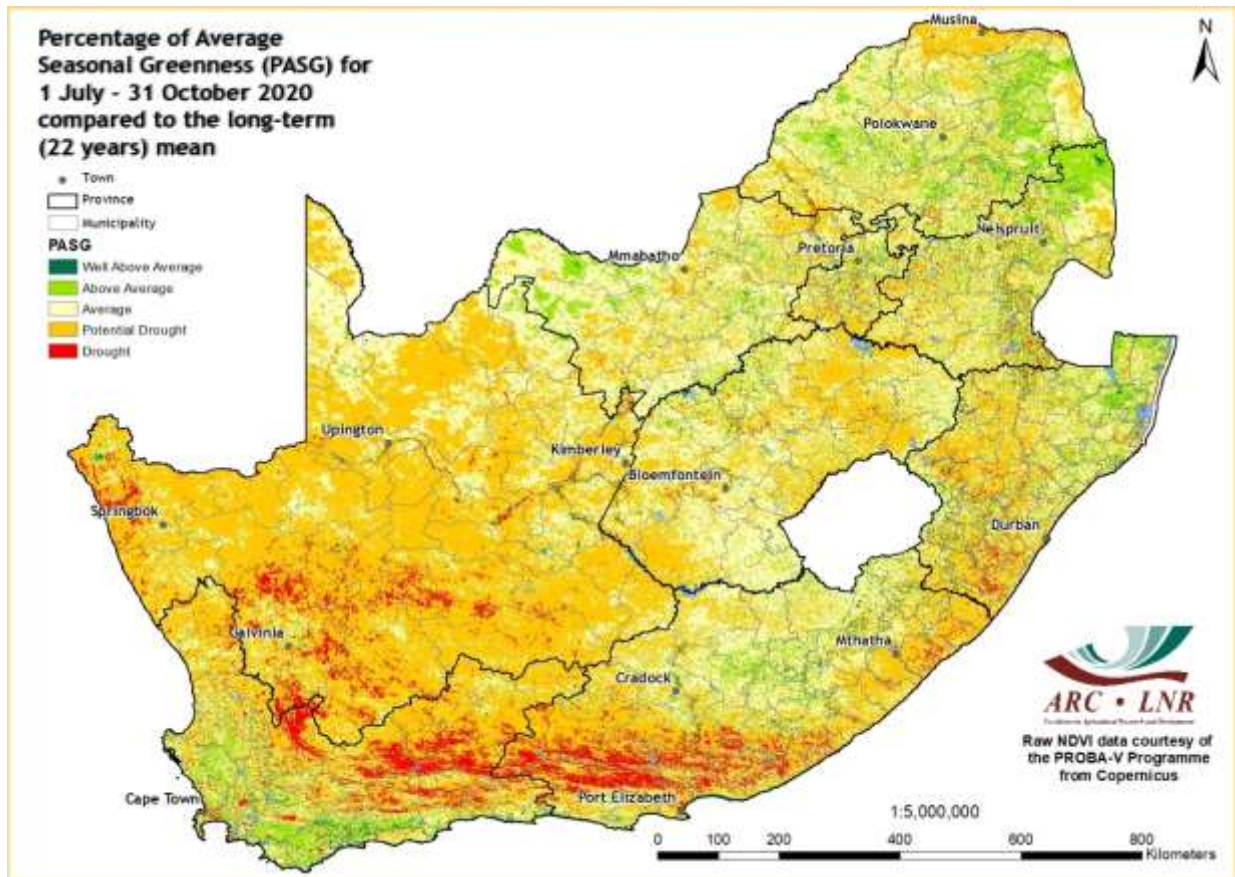 Percentage of Average
Seasonal Greenness (PASG) for
1 July - 31 October 2020
compared to the long-term
(22 years) mean
Town
Province
Municipality
PASG
Well Above Average
Above Average
Average
Potential Drought
Drought
N
Musina
Polokwane
Nelspruit
Pretoria
Mmabatho
Upington
Kimberley
Bloemfontein
Springbok
Durban
Calvinia
Mthatha
Cradock
Cape Town
Port Elizabeth
ARC • LNR
Raw NDVI data courtesy of
the PROBA-V Programme
from Copernicus
1:5,000,000
0 100 200 400 600 800
Kilometers